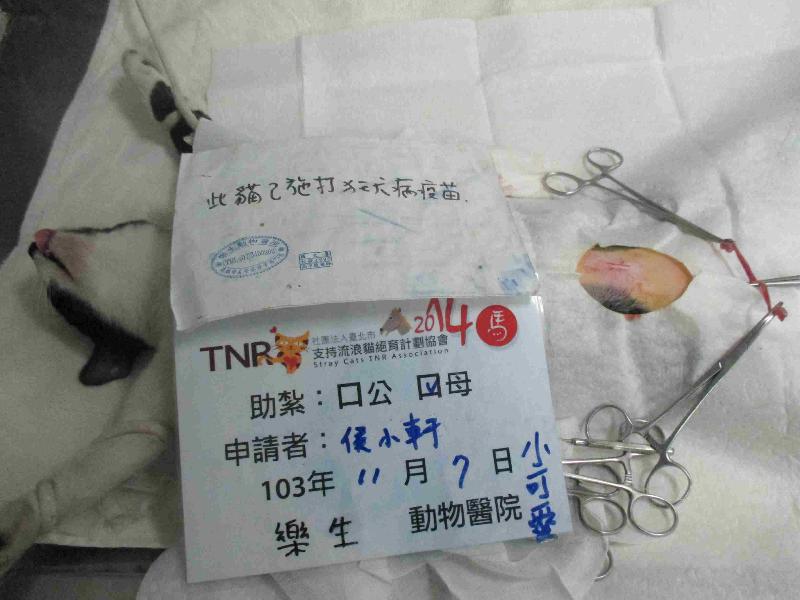 此貓已施打狂犬病疫苗.
TNR 社團法人臺北市 2014 馬
支持流浪貓絕育計劃協會
Stray Cats TNR Association
助紮：口公 口母
申請者：侯小軒
103年 11月 7日 小可愛
樂生 動物醫院